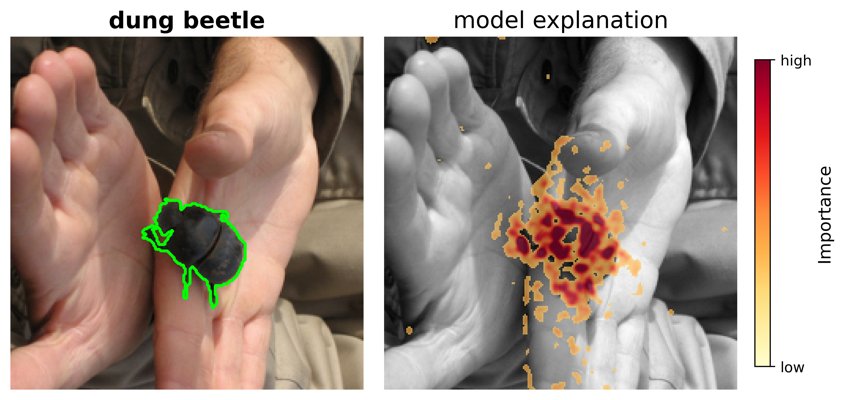 dung beetle
model explanation
high
Importance
low